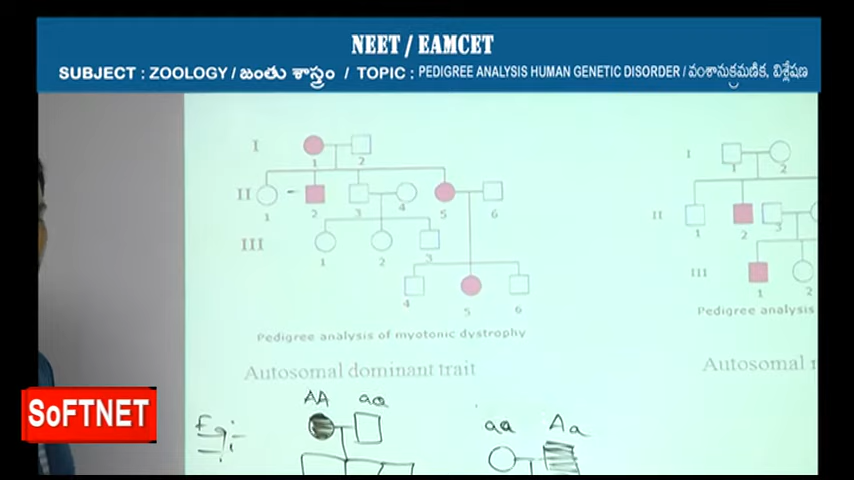 NEET / EAMCET
SUBJECT : ZOOLOGY / జంతు శాస్త్రం / TOPIC : PEDIGREE ANALYSIS HUMAN GENETIC DISORDER / వంశానుక్రమణిక, విశ్లేషణ
I
1 2
II
1 2 3 4 5 6
III
1 2 3
4 5 6
Pedigree analysis of myotonic dystrophy
Autosomal dominant trait
I
1 2
II
1 2 3
III
1 2
Pedigree analysis
Autosomal
SoFTNET
Eg:-
AA aa
aa Aa